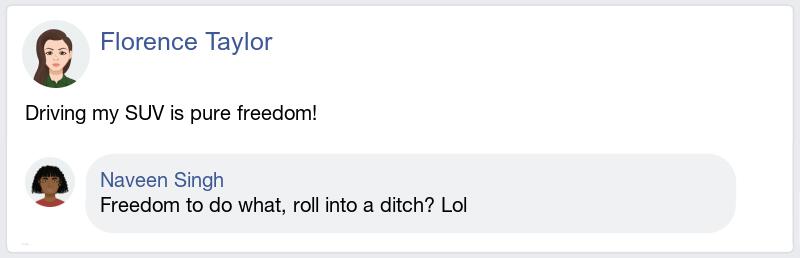 Florence Taylor
Driving my SUV is pure freedom!
Naveen Singh
Freedom to do what, roll into a ditch? Lol